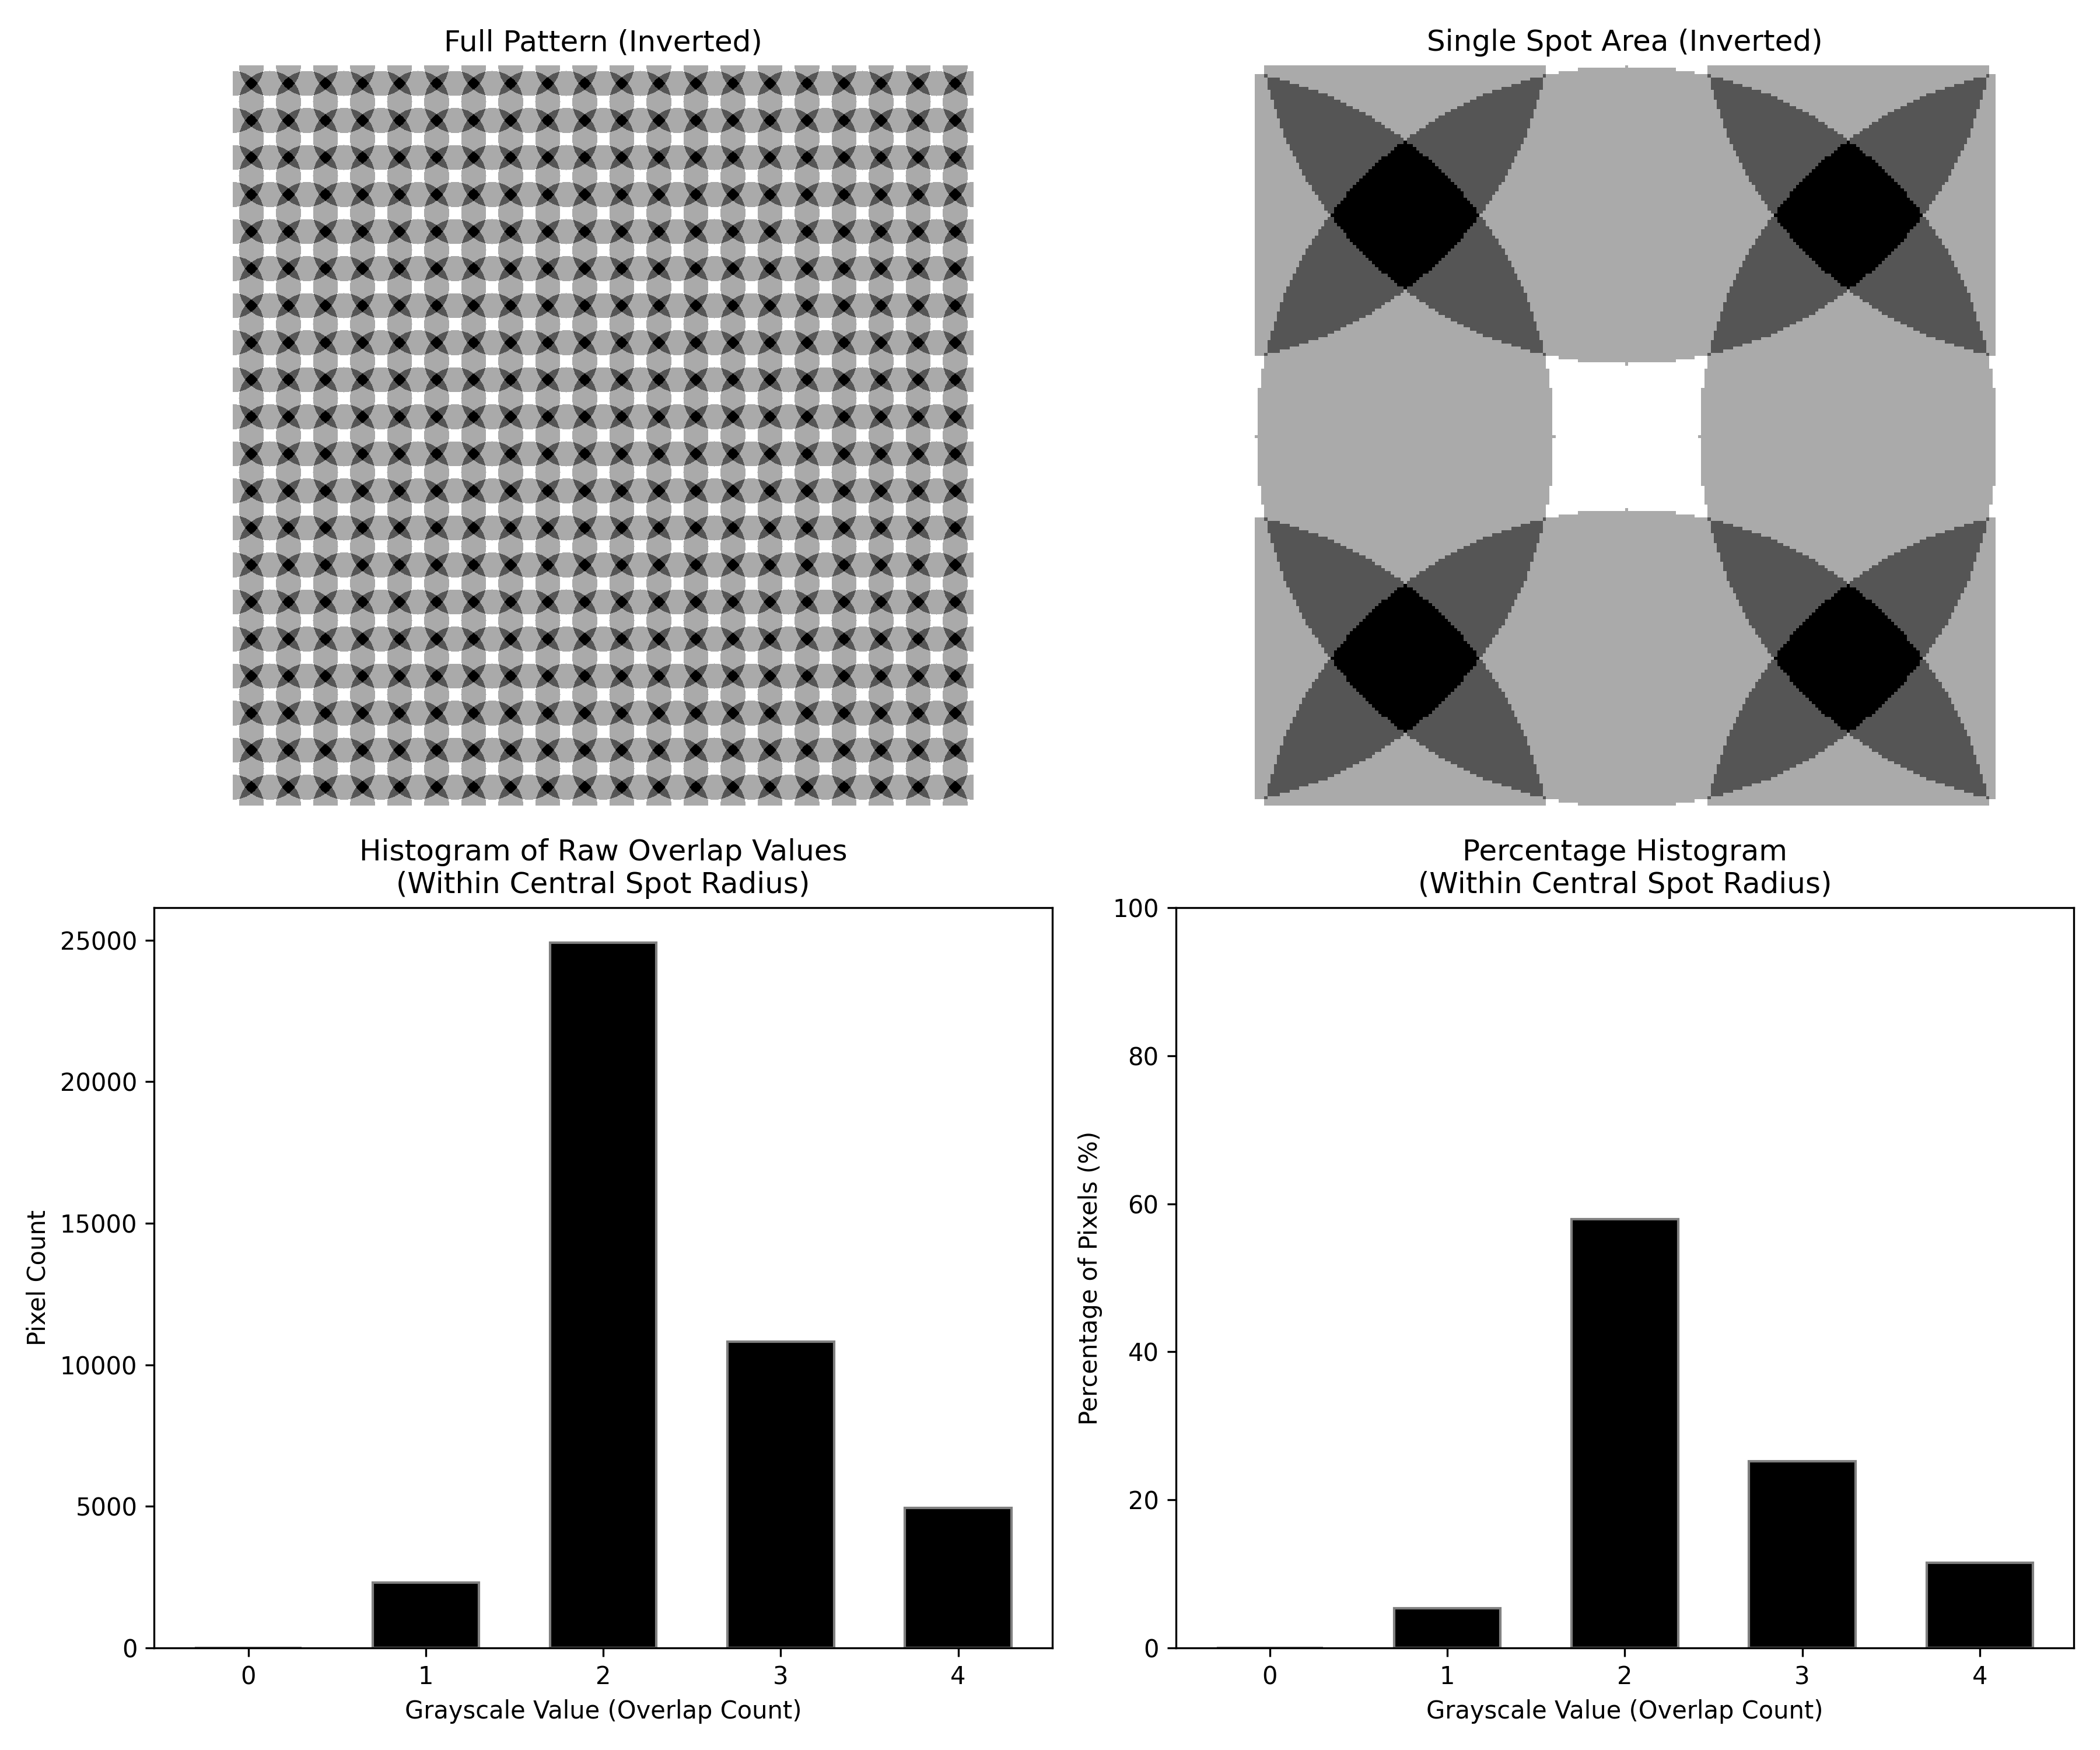 Full Pattern (Inverted)
Single Spot Area (Inverted)
Histogram of Raw Overlap Values
(Within Central Spot Radius)
25000
20000
15000
10000
5000
0
Pixel Count
0 1 2 3 4
Grayscale Value (Overlap Count)
Percentage Histogram
(Within Central Spot Radius)
100
80
60
40
20
0
Percentage of Pixels (%)
0 1 2 3 4
Grayscale Value (Overlap Count)